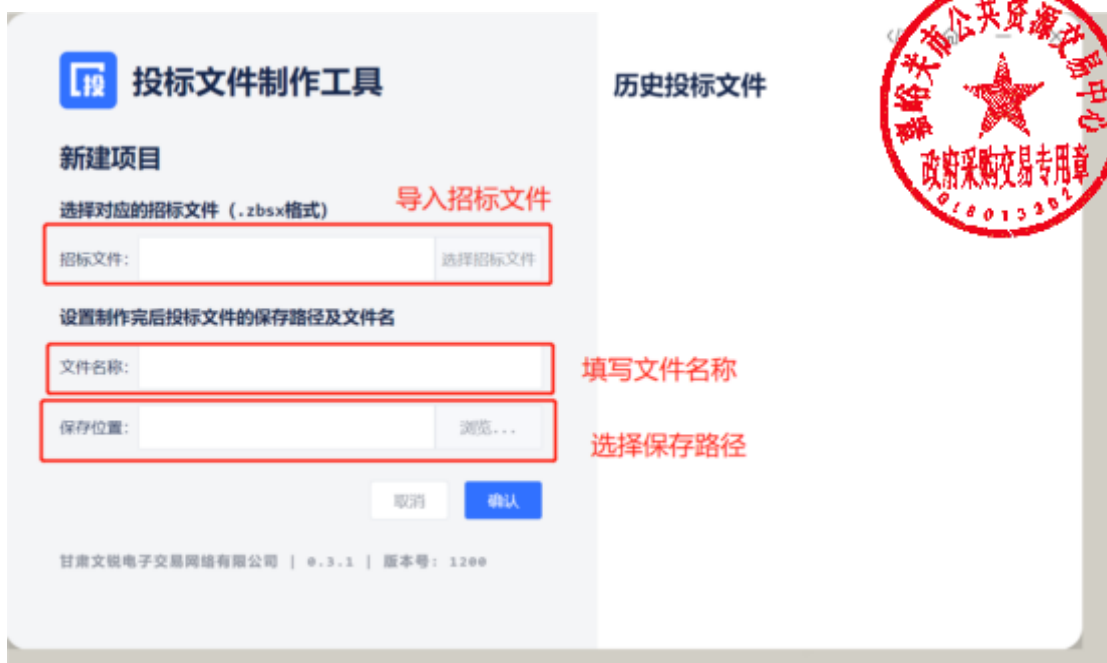 投
投标文件制作工具
新建项目
选择对应的招标文件（.zbsx格式）
导入招标文件
招标文件：
选择招标文件
设置制作完后投标文件的保存路径及文件名
文件名称：
填写文件名称
保存位置：
浏览...
选择保存路径
取消
确认
甘肃文锐电子交易网络有限公司 | 0.3.1 | 版本号: 1200
历史投标文件
嘉峪关市公共资源交易中心
政府采购交易专用章